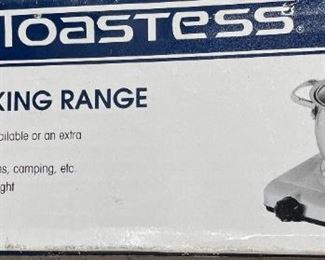 TOASTESS®
KING RANGE
ailable or an extra
es, camping, etc.
ght